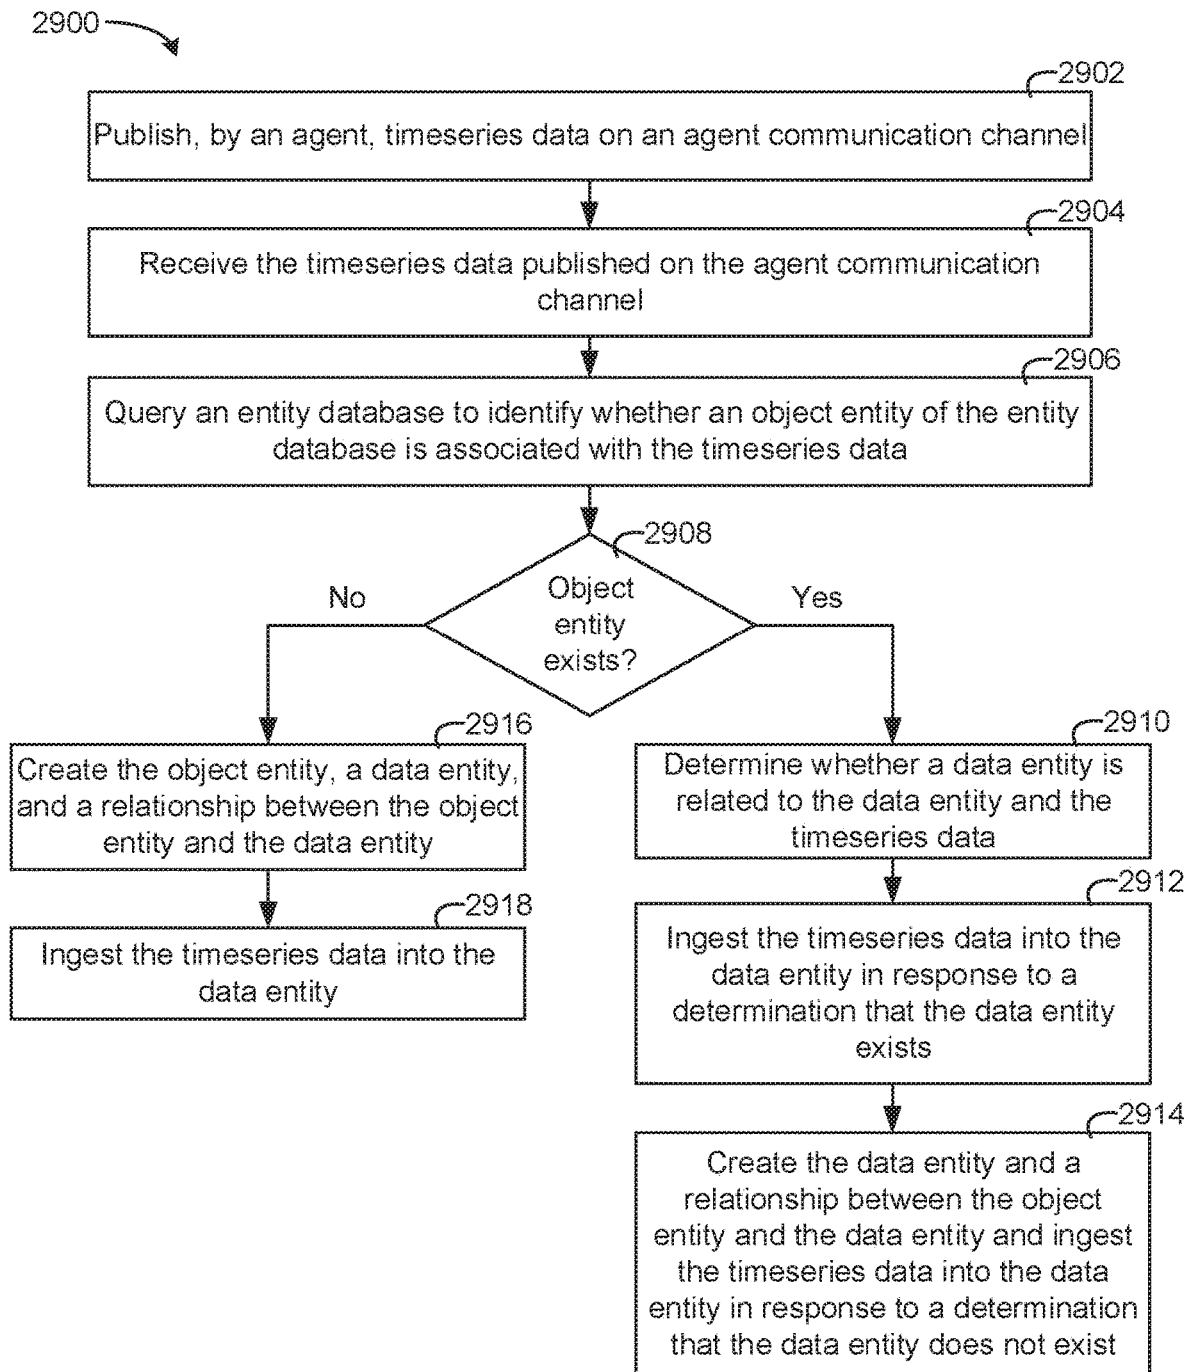 2900
2902
Publish, by an agent, timeseries data on an agent communication channel
2904
Receive the timeseries data published on the agent communication
channel
2906
Query an entity database to identify whether an object entity of the entity
database is associated with the timeseries data
2908
Object
entity
exists?
No
Yes
2916
Create the object entity, a data entity,
and a relationship between the object
entity and the data entity
2918
Ingest the timeseries data into the
data entity
2910
Determine whether a data entity is
related to the data entity and the
timeseries data
2912
Ingest the timeseries data into the
data entity in response to a
determination that the data entity
exists
2914
Create the data entity and a
relationship between the object
entity and the data entity and ingest
the timeseries data into the data
entity in response to a determination
that the data entity does not exist